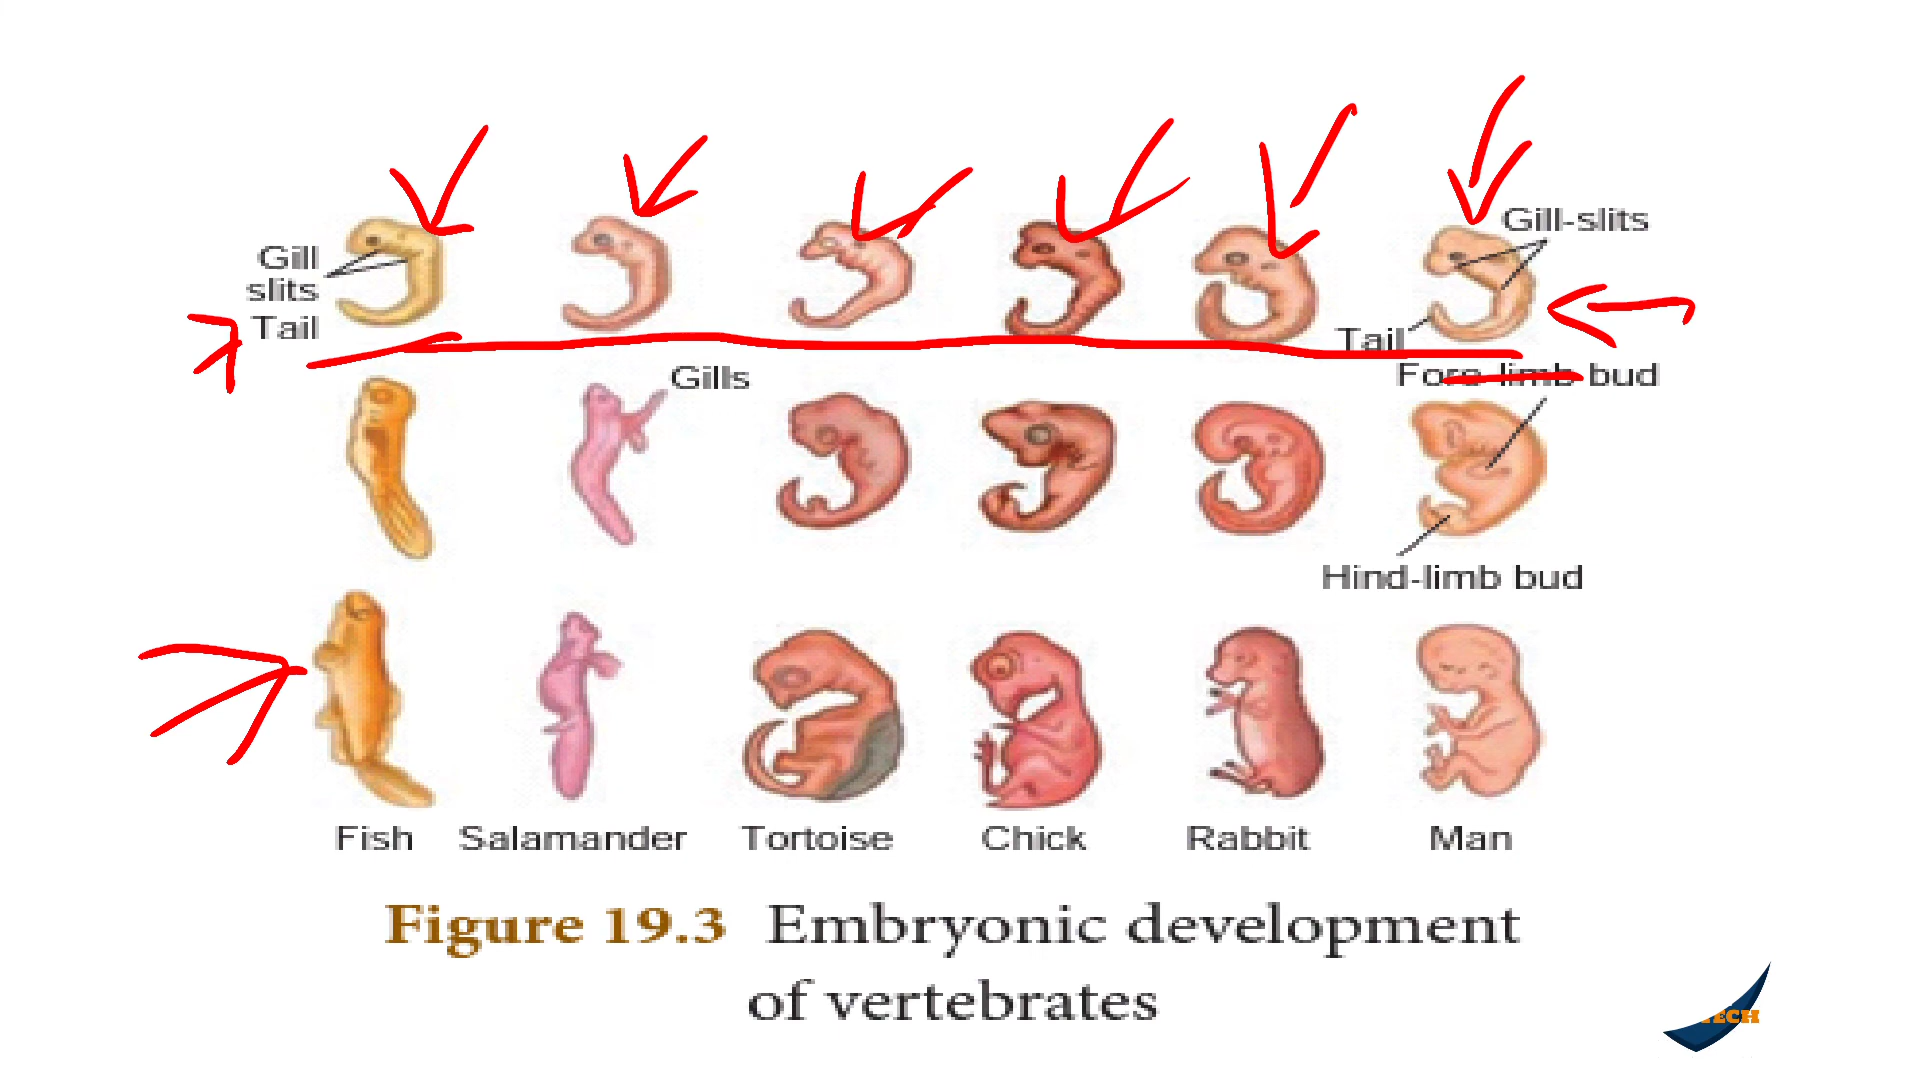 Gill-slits
Gill
slits
Tail
Tail
Gills
Fore-limb bud
Hind-limb bud
Fish Salamander Tortoise Chick Rabbit Man
Figure 19.3 Embryonic development
of vertebrates